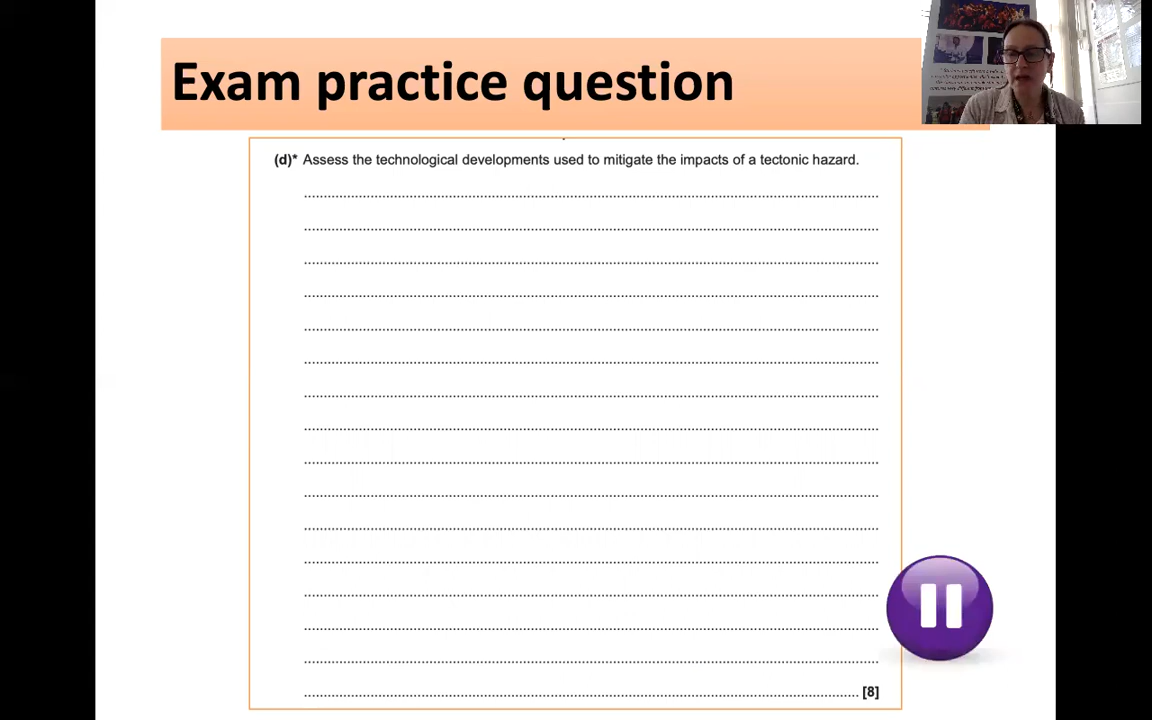 Exam practice question
(d)* Assess the technological developments used to mitigate the impacts of a tectonic hazard.
[8]